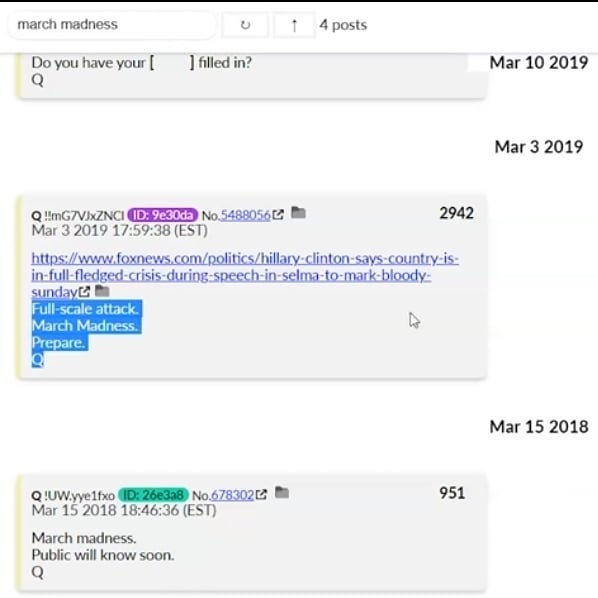 march madness ↻ ↑ 4 posts
Do you have your [ ] filled in?
Q
Mar 10 2019
Mar 3 2019
Q !!mG7VJxZNCI ID: 9e30da No.5488056 2942
Mar 3 2019 17:59:38 (EST)
https://www.foxnews.com/politics/hillary-clinton-says-country-is-
in-full-fledged-crisis-during-speech-in-selma-to-mark-bloody-
sunday
Full-scale attack.
March Madness.
Prepare.
Q
Mar 15 2018
Q !UW.yye1fxo ID: 26e3a8 No.678302 951
Mar 15 2018 18:46:36 (EST)
March madness.
Public will know soon.
Q